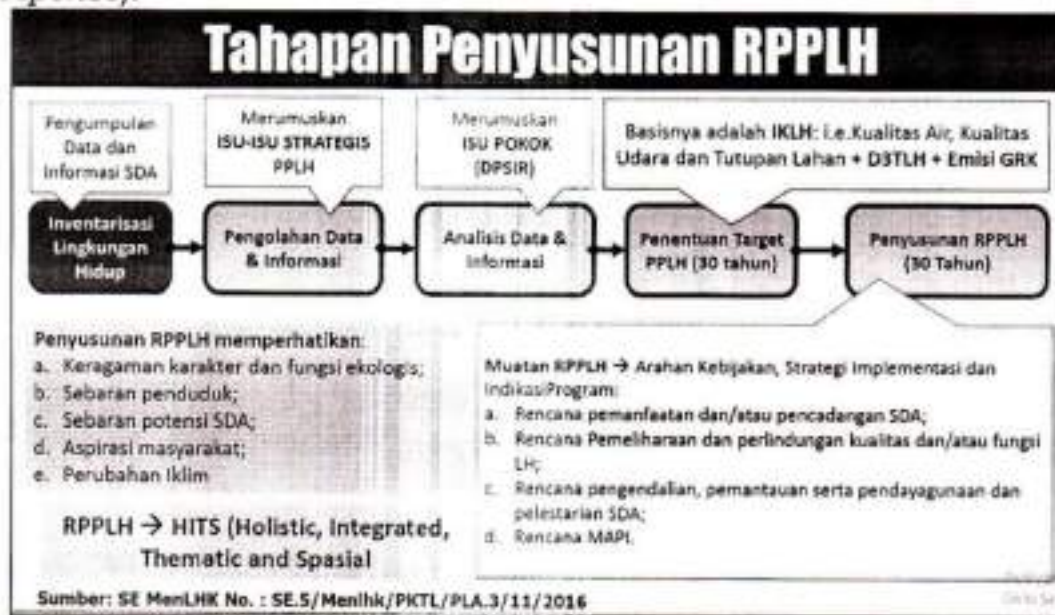 Tahapan Penyusunan RPPLH
Pengumpulan
Data dan
Informasi SDA
Merumuskan
ISU-ISU STRATEGIS
PPLH
Merumuskan
ISU POKOK
(DPSIR)
Basisnya adalah IKLH: i.e.Kualitas Air, Kualitas
Udara dan Tutupan Lahan + D3TLH + Emisi GRK
Inventarisasi
Lingkungan
Hidup
Pengolahan Data
& Informasi
Analisis Data &
Informasi
Penentuan Target
PPLH (30 tahun)
Penyusunan RPPLH
(30 Tahun)
Penyusunan RPPLH memperhatikan:
a. Keragaman karakter dan fungsi ekologis;
b. Sebaran penduduk;
c. Sebaran potensi SDA;
d. Aspirasi masyarakat;
e. Perubahan Iklim
RPPLH → HITS (Holistic, Integrated,
Thematic and Spasial
Muatan RPPLH → Arahan Kebijakan, Strategi Implementasi dan
IndikasiProgram:
a. Rencana pemanfaatan dan/atau pencadangan SDA;
b. Rencana Pemeliharaan dan perlindungan kualitas dan/atau fungsi
LH;
c. Rencana pengendalian, pemantauan serta pendayagunaan dan
pelestarian SDA;
d. Rencana MAPI.
Sumber: SE MenLHK No. : SE.5/Menlhk/PKTL/PLA.3/11/2016